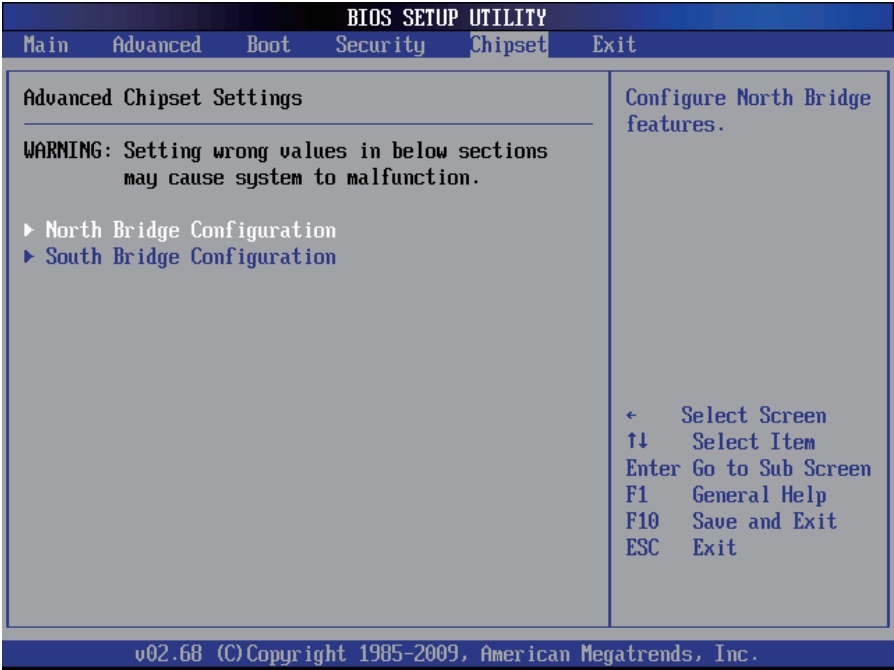 BIOS SETUP UTILITY
Main Advanced Boot Security Chipset Exit
Advanced Chipset Settings
WARNING: Setting wrong values in below sections
may cause system to malfunction.
▶ North Bridge Configuration
▶ South Bridge Configuration
Configure North Bridge
features.
← Select Screen
↑↓ Select Item
Enter Go to Sub Screen
F1 General Help
F10 Save and Exit
ESC Exit
v02.68 (C)Copyright 1985-2009, American Megatrends, Inc.